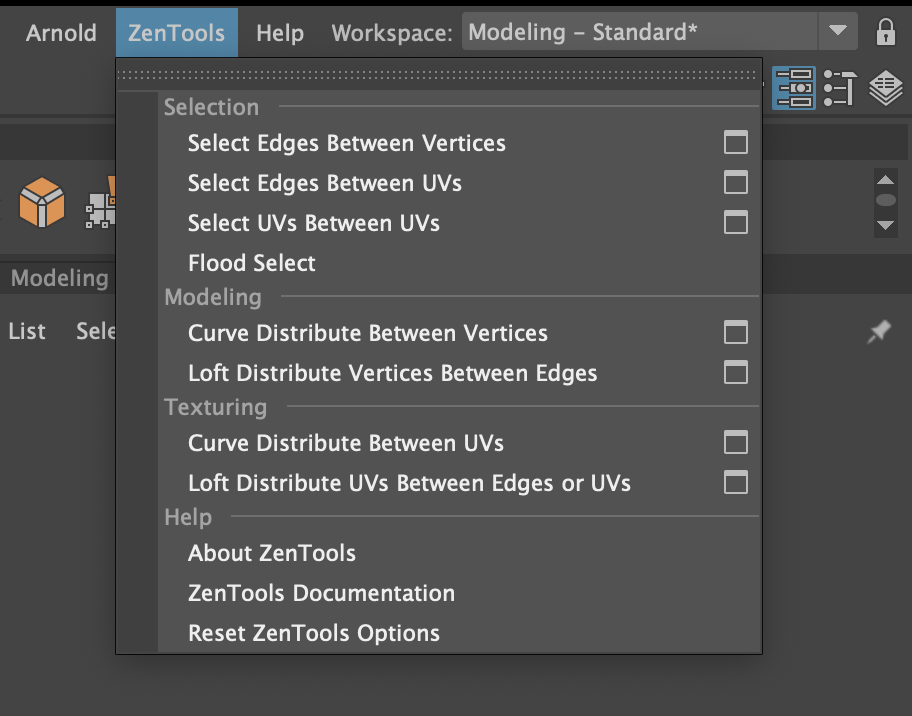 Arnold ZenTools Help Workspace: Modeling – Standard*
Selection
Select Edges Between Vertices
Select Edges Between UVs
Select UVs Between UVs
Flood Select
Modeling
Modeling
Curve Distribute Between Vertices
List Sele
Loft Distribute Vertices Between Edges
Texturing
Curve Distribute Between UVs
Loft Distribute UVs Between Edges or UVs
Help
About ZenTools
ZenTools Documentation
Reset ZenTools Options